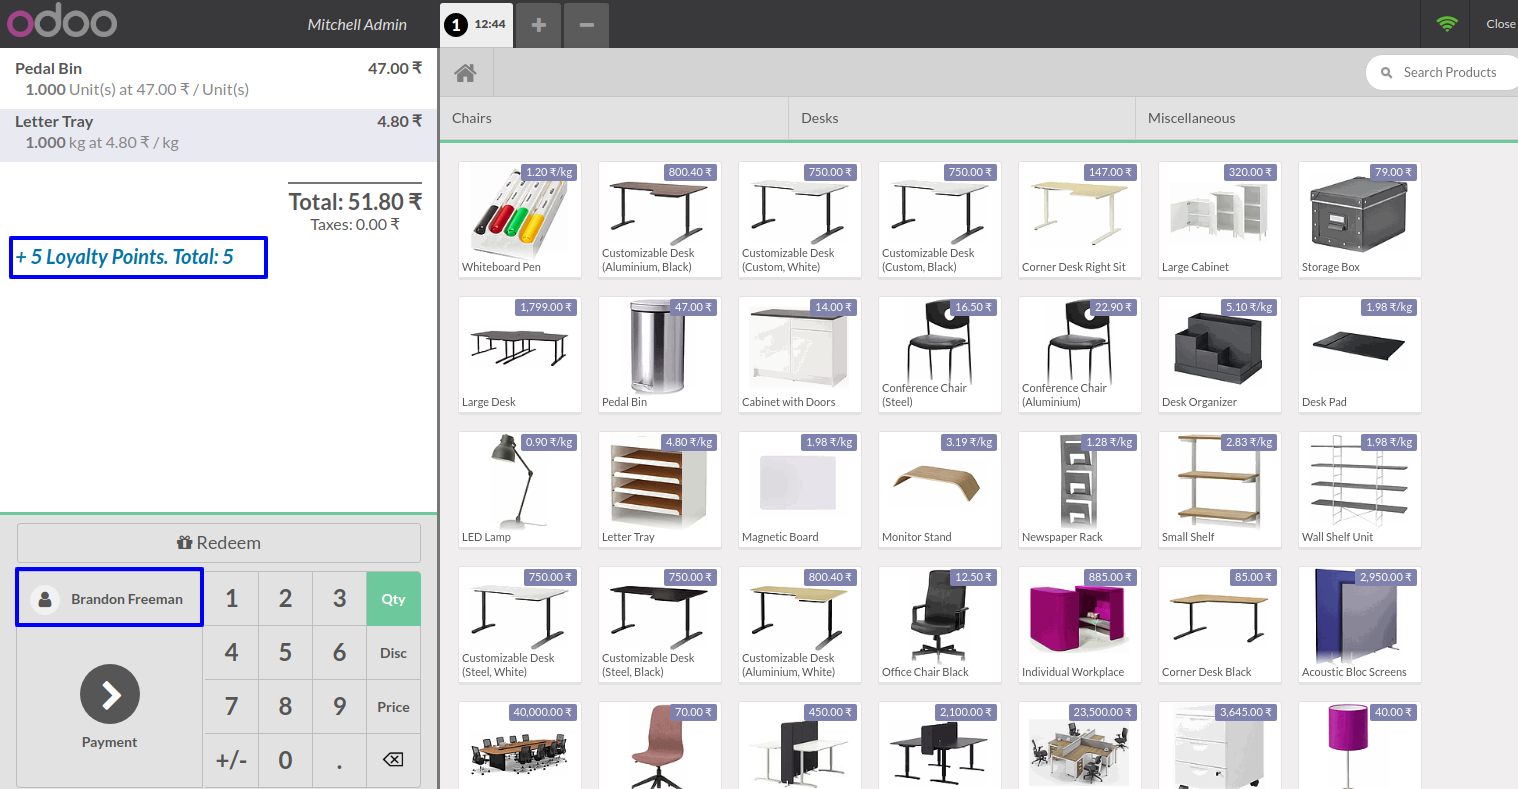 odoo
Mitchell Admin
1 12:44
Close
Pedal Bin 47.00 ₹
1.000 Unit(s) at 47.00 ₹ / Unit(s)
Letter Tray 4.80 ₹
1.000 kg at 4.80 ₹ / kg
Total: 51.80 ₹
Taxes: 0.00 ₹
+ 5 Loyalty Points. Total: 5
Redeem
Brandon Freeman
1 2 3 Qty
4 5 6 Disc
7 8 9 Price
+/- 0 .
Payment
Search Products
Chairs Desks Miscellaneous
1.20 ₹/kg
Whiteboard Pen
800.40 ₹
Customizable Desk
(Aluminium, Black)
750.00 ₹
Customizable Desk
(Custom, White)
750.00 ₹
Customizable Desk
(Custom, Black)
147.00 ₹
Corner Desk Right Sit
320.00 ₹
Large Cabinet
79.00 ₹
Storage Box
1,799.00 ₹
Large Desk
47.00 ₹
Pedal Bin
14.00 ₹
Cabinet with Doors
16.50 ₹
Conference Chair
(Steel)
22.90 ₹
Conference Chair
(Aluminium)
5.10 ₹/kg
Desk Organizer
1.98 ₹/kg
Desk Pad
0.90 ₹/kg
LED Lamp
4.80 ₹/kg
Letter Tray
1.98 ₹/kg
Magnetic Board
3.19 ₹/kg
Monitor Stand
1.28 ₹/kg
Newspaper Rack
2.83 ₹/kg
Small Shelf
1.98 ₹/kg
Wall Shelf Unit
750.00 ₹
Customizable Desk
(Steel, White)
750.00 ₹
Customizable Desk
(Steel, Black)
800.40 ₹
Customizable Desk
(Aluminium, White)
12.50 ₹
Office Chair Black
885.00 ₹
Individual Workplace
85.00 ₹
Corner Desk Black
2,950.00 ₹
Acoustic Bloc Screens
40,000.00 ₹
70.00 ₹
450.00 ₹
2,100.00 ₹
23,500.00 ₹
3,645.00 ₹
40.00 ₹